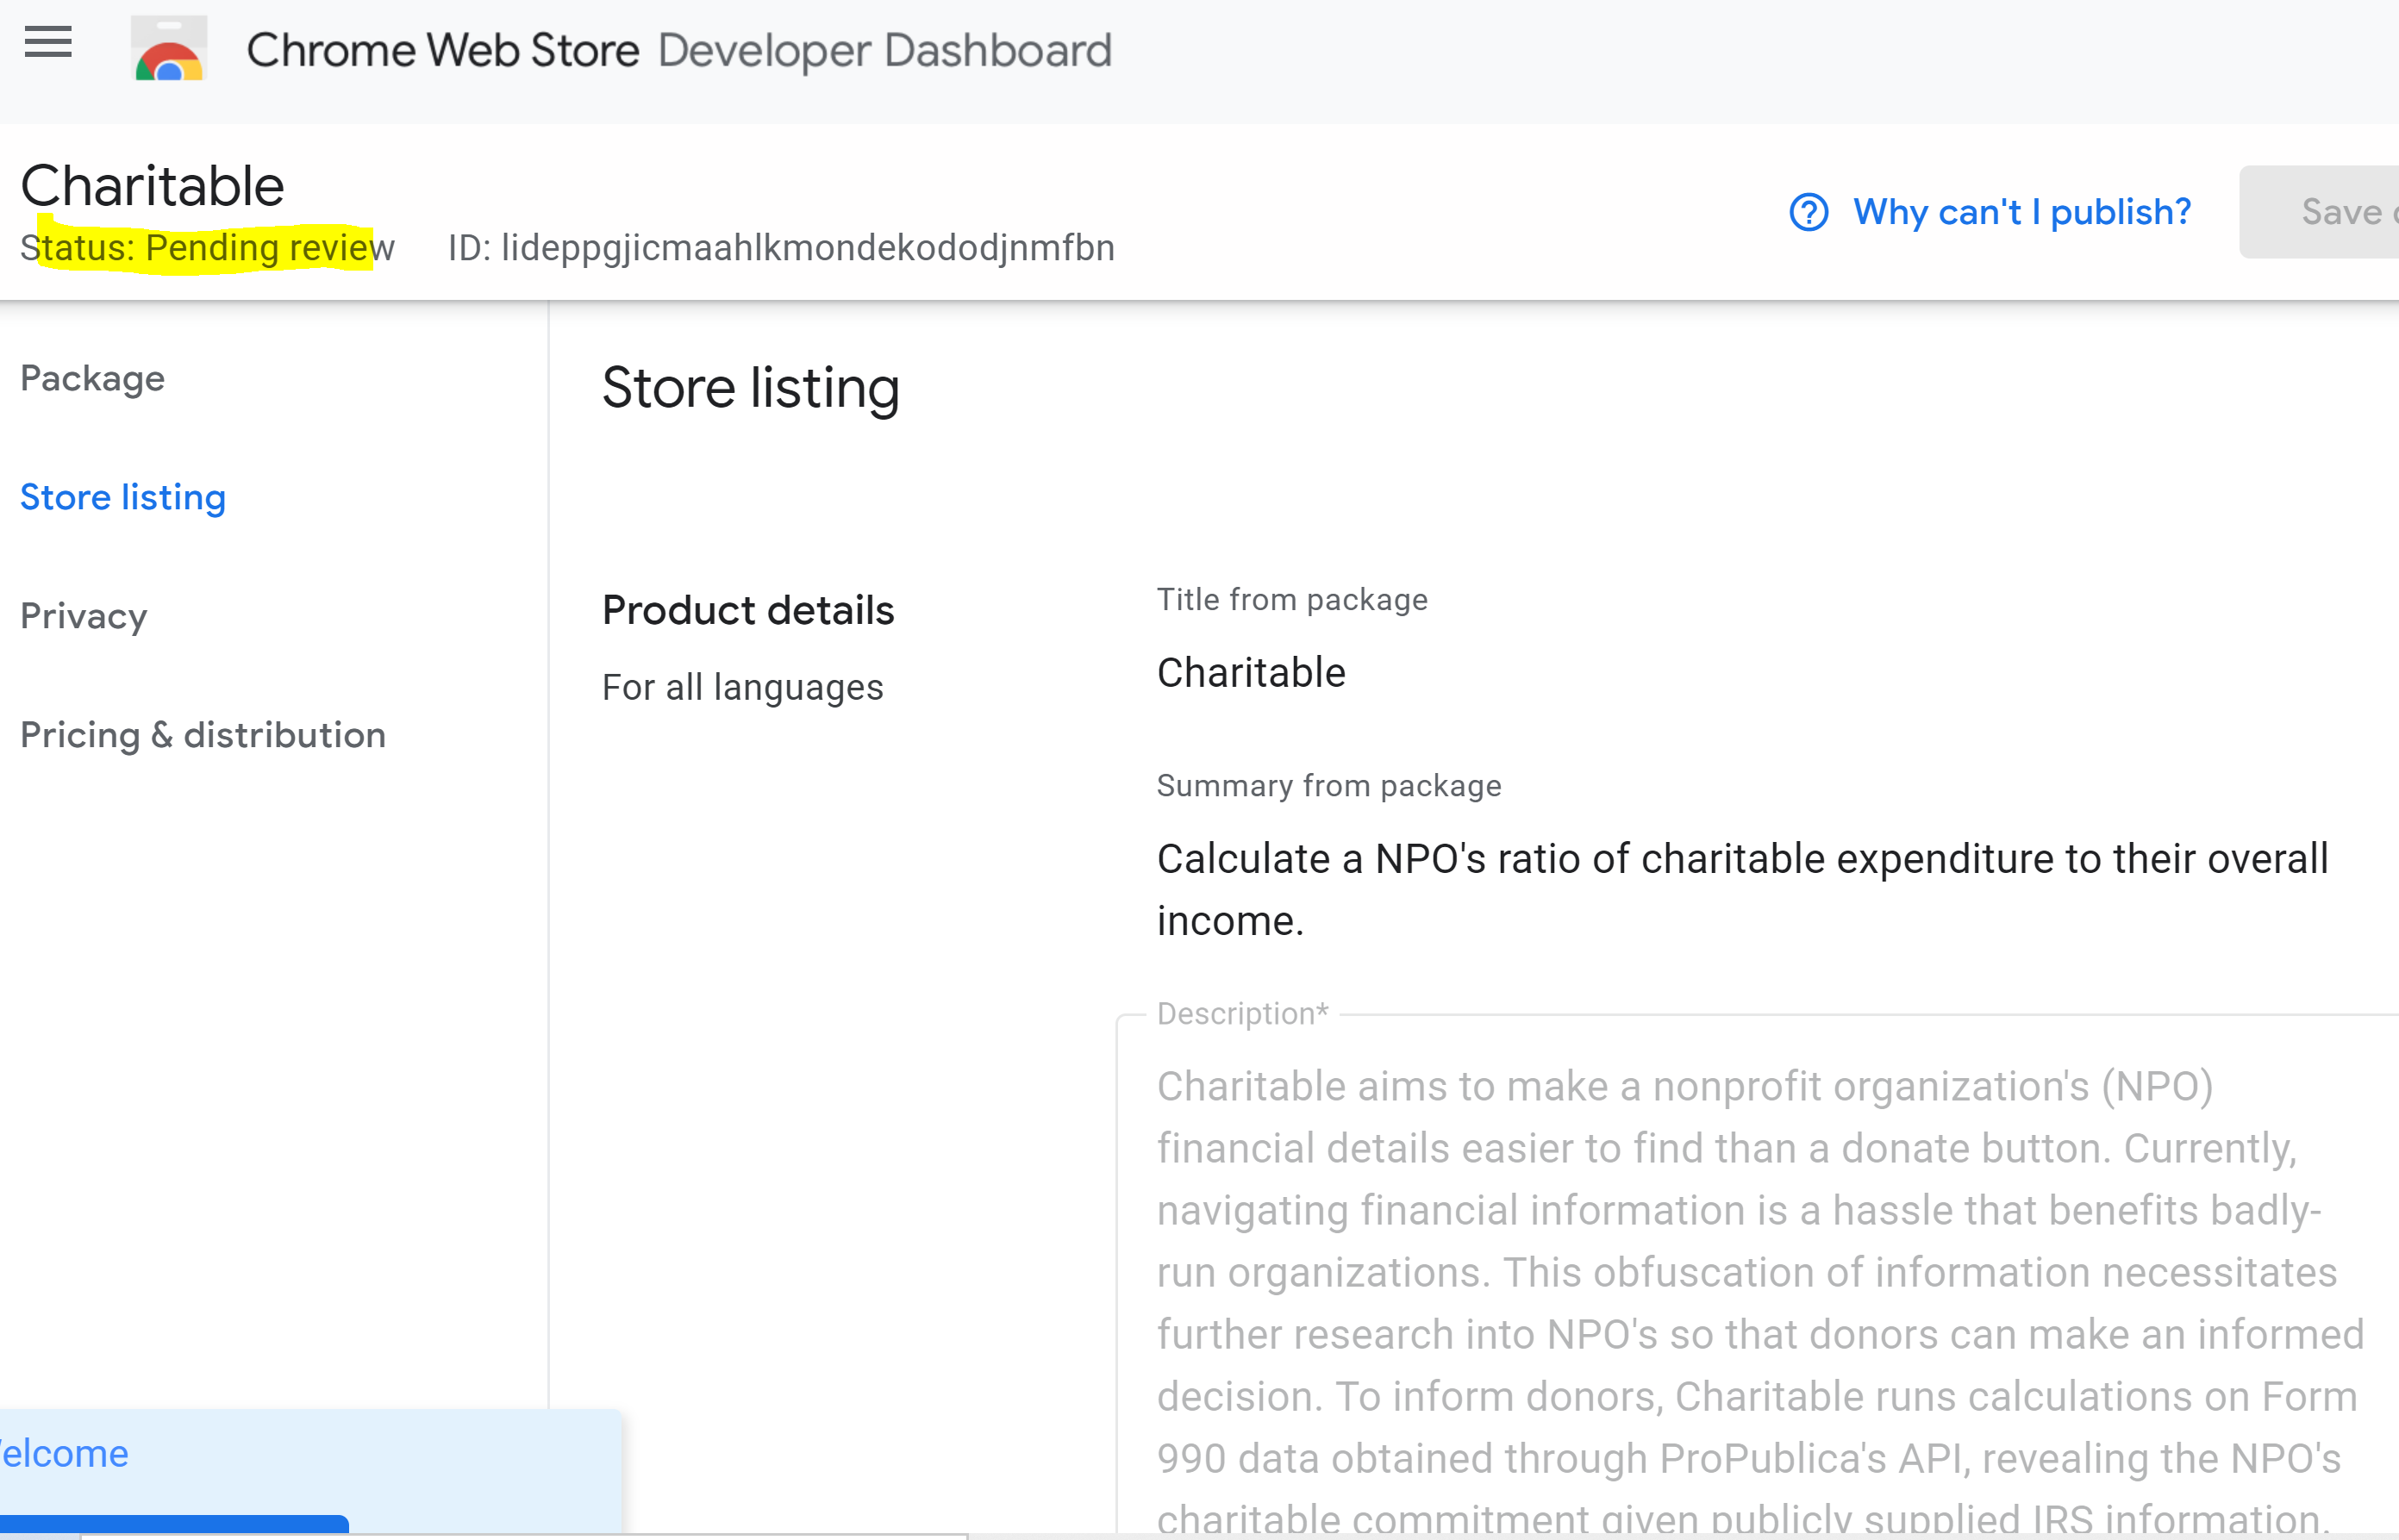 Chrome Web Store Developer Dashboard
Charitable
Status: Pending review ID: lideppgjicmaahlkmondekododjnmfbn
Why can't I publish?
Save
Package
Store listing
Privacy
Pricing & distribution
Store listing
Product details
For all languages
Title from package
Charitable
Summary from package
Calculate a NPO's ratio of charitable expenditure to their overall
income.
Description*
Charitable aims to make a nonprofit organization's (NPO)
financial details easier to find than a donate button. Currently,
navigating financial information is a hassle that benefits badly-
run organizations. This obfuscation of information necessitates
further research into NPO's so that donors can make an informed
decision. To inform donors, Charitable runs calculations on Form
990 data obtained through ProPublica's API, revealing the NPO's
charitable commitment given publicly supplied IRS information.
elcome